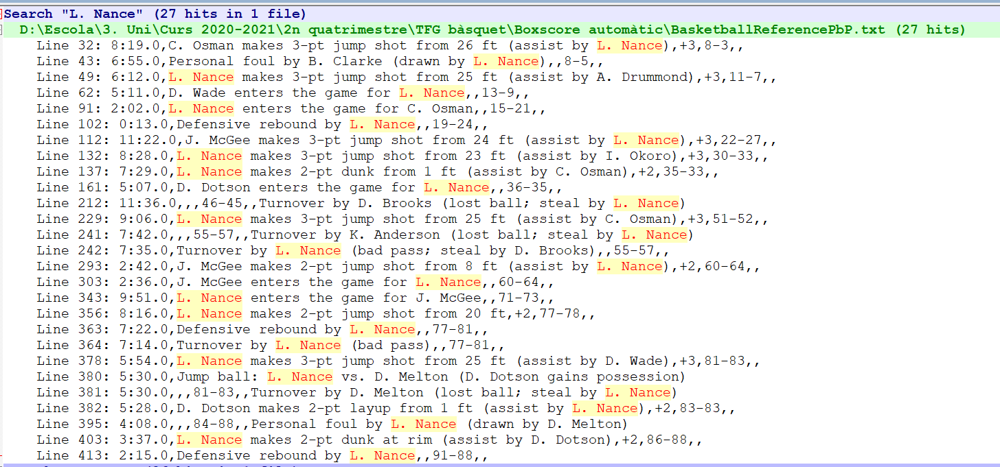 Search "L. Nance" (27 hits in 1 file)
D:\Escola\3. Uni\Curs 2020-2021\2n quatrimestre\TFG bàsquet\Boxscore automàtic\BasketballReferencePbP.txt (27 hits)
Line 32: 8:19.0,C. Osman makes 3-pt jump shot from 26 ft (assist by L. Nance),+3,8-3,,
Line 43: 6:55.0,Personal foul by B. Clarke (drawn by L. Nance),,8-5,,
Line 49: 6:12.0,L. Nance makes 3-pt jump shot from 25 ft (assist by A. Drummond),+3,11-7,,
Line 62: 5:11.0,D. Wade enters the game for L. Nance,,13-9,,
Line 91: 2:02.0,L. Nance enters the game for C. Osman,,15-21,,
Line 102: 0:13.0,Defensive rebound by L. Nance,,19-24,,
Line 112: 11:22.0,J. McGee makes 3-pt jump shot from 24 ft (assist by L. Nance),+3,22-27,,
Line 132: 8:28.0,L. Nance makes 3-pt jump shot from 23 ft (assist by I. Okoro),+3,30-33,,
Line 137: 7:29.0,L. Nance makes 2-pt dunk from 1 ft (assist by C. Osman),+2,35-33,,
Line 161: 5:07.0,D. Dotson enters the game for L. Nance,,36-35,,
Line 212: 11:36.0,,,46-45,,Turnover by D. Brooks (lost ball; steal by L. Nance)
Line 229: 9:06.0,L. Nance makes 3-pt jump shot from 25 ft (assist by C. Osman),+3,51-52,,
Line 241: 7:42.0,,,55-57,,Turnover by K. Anderson (lost ball; steal by L. Nance)
Line 242: 7:35.0,Turnover by L. Nance (bad pass; steal by D. Brooks),,55-57,,
Line 293: 2:42.0,J. McGee makes 2-pt jump shot from 8 ft (assist by L. Nance),+2,60-64,,
Line 303: 2:36.0,J. McGee enters the game for L. Nance,,60-64,,
Line 343: 9:51.0,L. Nance enters the game for J. McGee,,71-73,,
Line 356: 8:16.0,L. Nance makes 2-pt jump shot from 20 ft,+2,77-78,,
Line 363: 7:22.0,Defensive rebound by L. Nance,,77-81,,
Line 364: 7:14.0,Turnover by L. Nance (bad pass),,77-81,,
Line 378: 5:54.0,L. Nance makes 3-pt jump shot from 25 ft (assist by D. Wade),+3,81-83,,
Line 380: 5:30.0,Jump ball: L. Nance vs. D. Melton (D. Dotson gains possession)
Line 381: 5:30.0,,,81-83,,Turnover by D. Melton (lost ball; steal by L. Nance)
Line 382: 5:28.0,D. Dotson makes 2-pt layup from 1 ft (assist by L. Nance),+2,83-83,,
Line 395: 4:08.0,,,84-88,,Personal foul by L. Nance (drawn by D. Melton)
Line 403: 3:37.0,L. Nance makes 2-pt dunk at rim (assist by D. Dotson),+2,86-88,,
Line 413: 2:15.0,Defensive rebound by L. Nance,,91-88,,